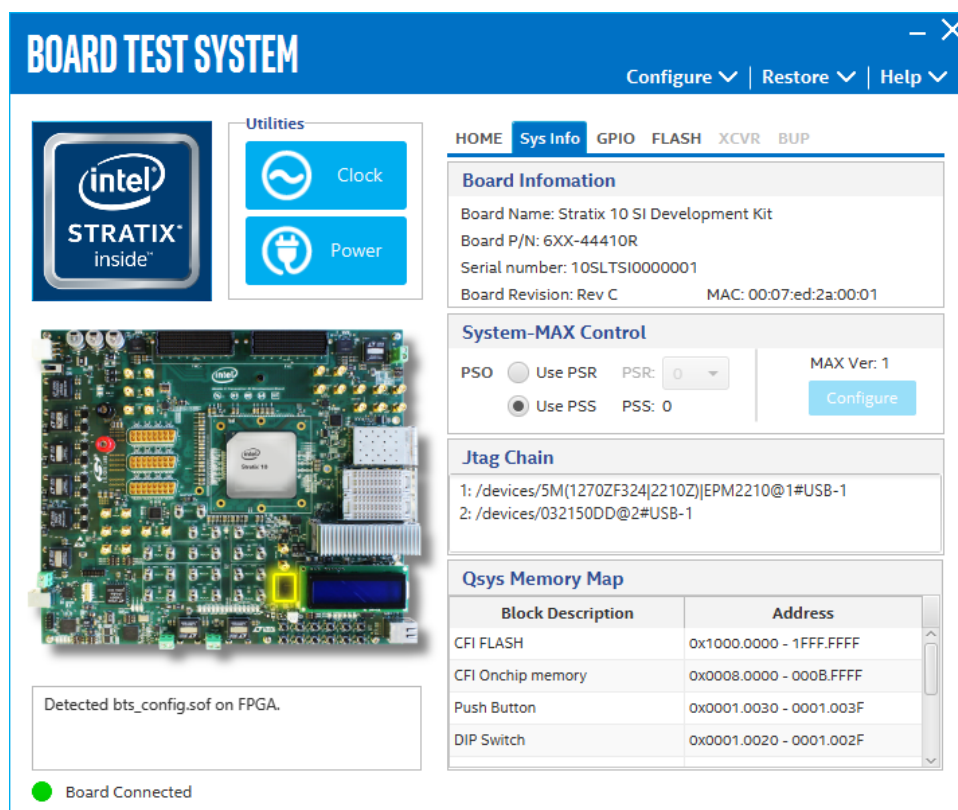 BOARD TEST SYSTEM
Configure | Restore | Help
intel
STRATIX®
inside™
Utilities
Clock
Power
HOME Sys Info GPIO FLASH XCVR BUP
Board Infomation
Board Name: Stratix 10 SI Development Kit
Board P/N: 6XX-44410R
Serial number: 10SLTSI0000001
Board Revision: Rev C MAC: 00:07:ed:2a:00:01
System-MAX Control
PSO Use PSR PSR: 0 MAX Ver: 1
Use PSS PSS: 0 Configure
Jtag Chain
1: /devices/5M(1270ZF324|2210Z)|EPM2210@1#USB-1
2: /devices/032150DD@2#USB-1
intel
intel
Stratix 10
Qsys Memory Map
Block Description Address
CFI FLASH 0x1000.0000 - 1FFF.FFFF
CFI Onchip memory 0x0008.0000 - 000B.FFFF
Push Button 0x0001.0030 - 0001.003F
DIP Switch 0x0001.0020 - 0001.002F
Detected bts_config.sof on FPGA.
Board Connected